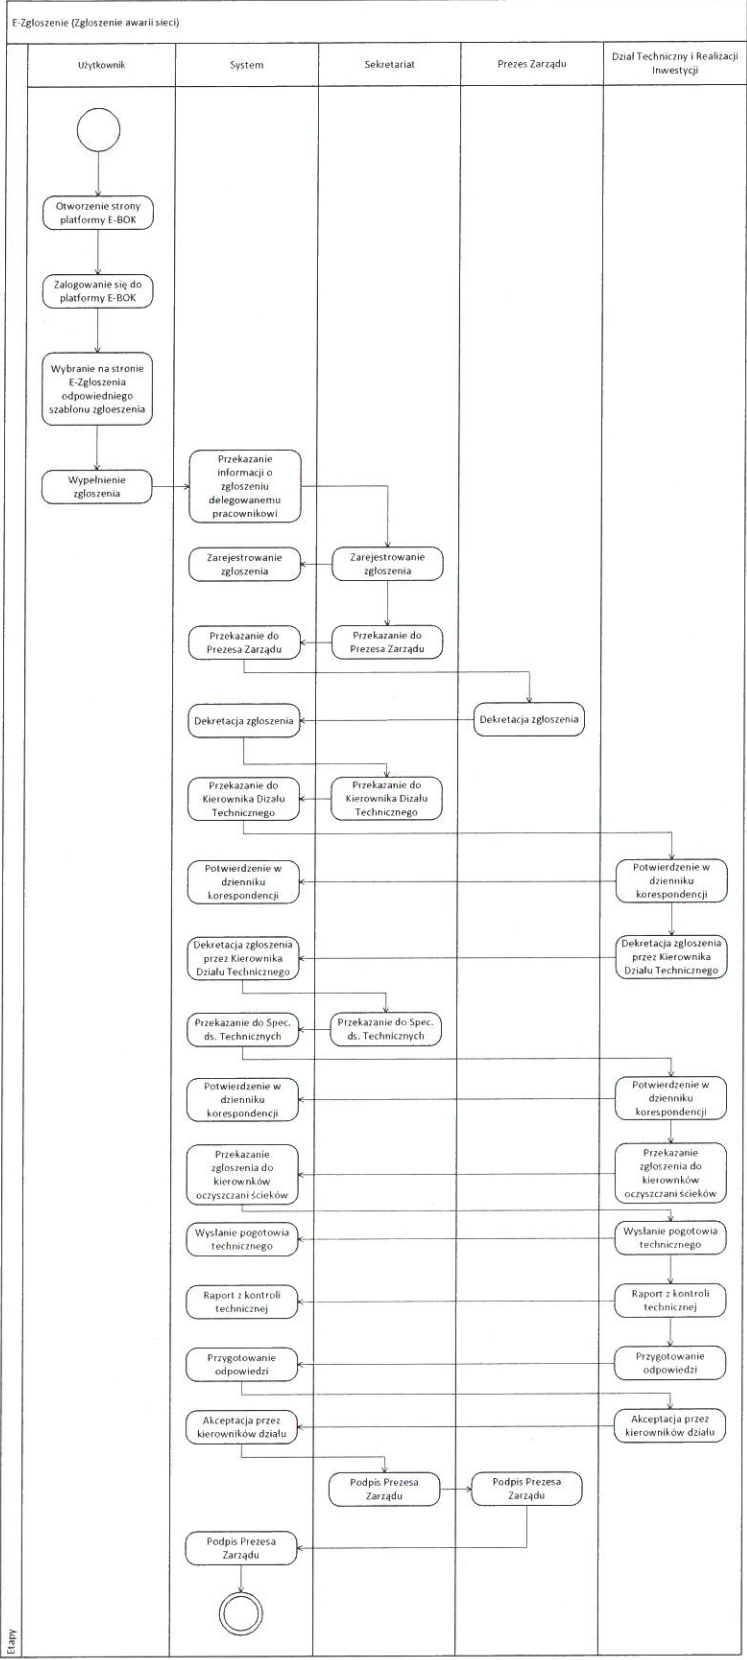 E-Zgłoszenie (Zgłoszenie awarii sieci)
Użytkownik
System
Sekretariat
Prezes Zarządu
Dział Techniczny i Realizacji
Inwestycji
Otworzenie strony
platformy E-BOK
Zalogowanie się do
platformy E-BOK
Wybranie na stronie
E-Zgłoszenia
odpowiedniego
szablonu zgłoeszenia
Wypełnienie
zgłoszenia
Przekazanie
informacji o
zgłoszeniu
delegowanemu
pracownikowi
Zarejestrowanie
zgłoszenia
Zarejestrowanie
zgłoszenia
Przekazanie do
Prezesa Zarządu
Przekazanie do
Prezesa Zarządu
Dekretacja zgłoszenia
Dekretacja zgłoszenia
Przekazanie do
Kierownika Dizału
Technicznego
Przekazanie do
Kierownika Dizału
Technicznego
Potwierdzenie w
dzienniku
korespondencji
Potwierdzenie w
dzienniku
korespondencji
Dekretacja zgłoszenia
przez Kierownika
Działu Technicznego
Dekretacja zgłoszenia
przez Kierownika
Działu Technicznego
Przekazanie do Spec.
ds. Technicznych
Przekazanie do Spec.
ds. Technicznych
Potwierdzenie w
dzienniku
korespondencji
Potwierdzenie w
dzienniku
korespondencji
Przekazanie
zgłoszenia do
kierownków
oczyszczani ścieków
Przekazanie
zgłoszenia do
kierownków
oczyszczani ścieków
Wysłanie pogotowia
technicznego
Wysłanie pogotowia
technicznego
Raport z kontroli
technicznej
Raport z kontroli
technicznej
Przygotowanie
odpowiedzi
Przygotowanie
odpowiedzi
Akceptacja przez
kierowników działu
Akceptacja przez
kierowników działu
Podpis Prezesa
Zarządu
Podpis Prezesa
Zarządu
Podpis Prezesa
Zarządu
Etapy